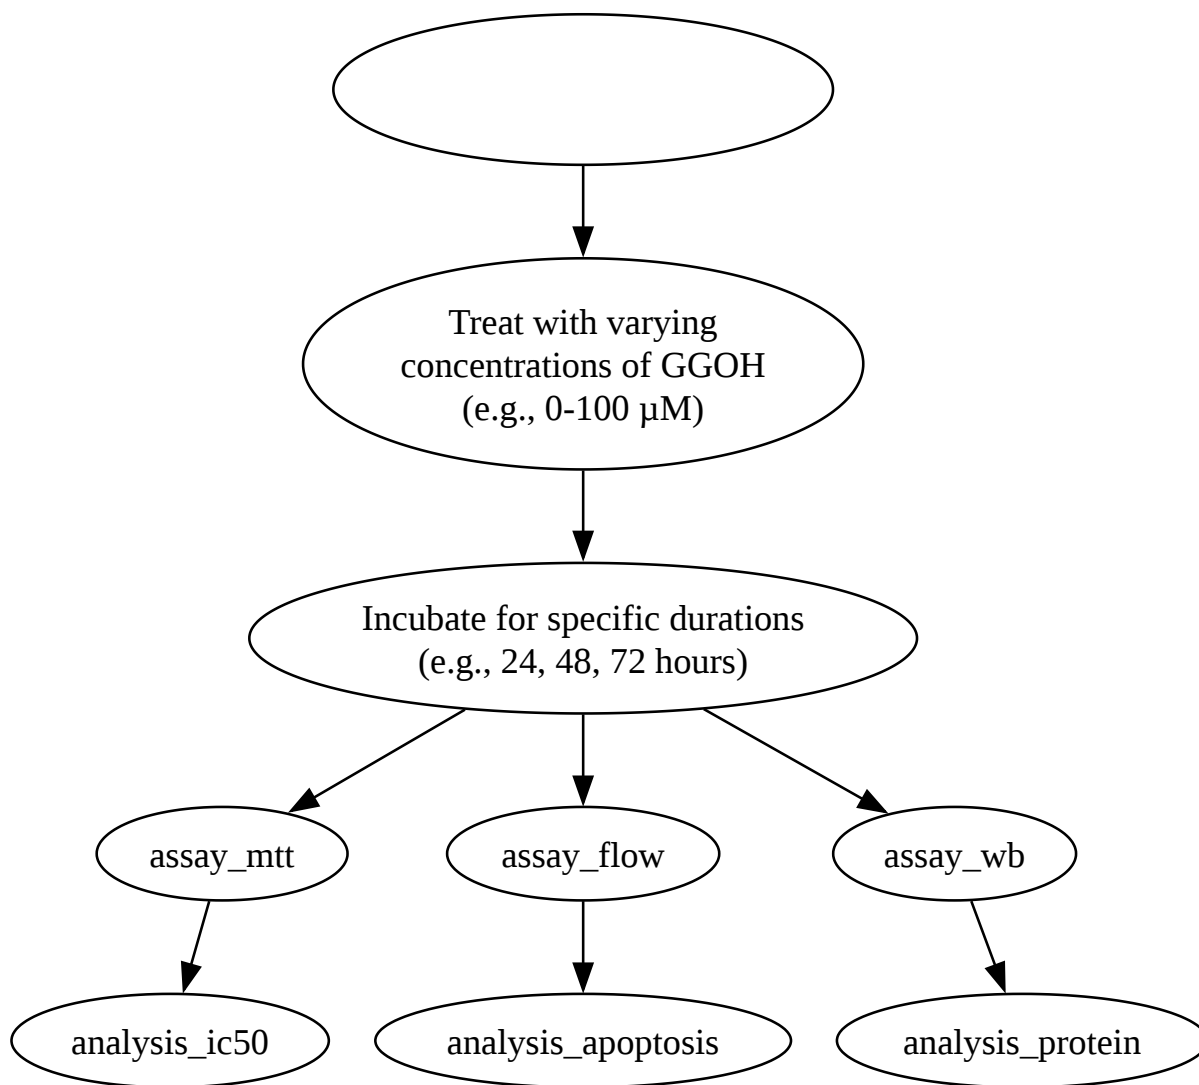 Treat with varying
concentrations of GGOH
(e.g., 0-100 µM)
Incubate for specific durations
(e.g., 24, 48, 72 hours)
assay_mtt
assay_flow
assay_wb
analysis_ic50
analysis_apoptosis
analysis_protein